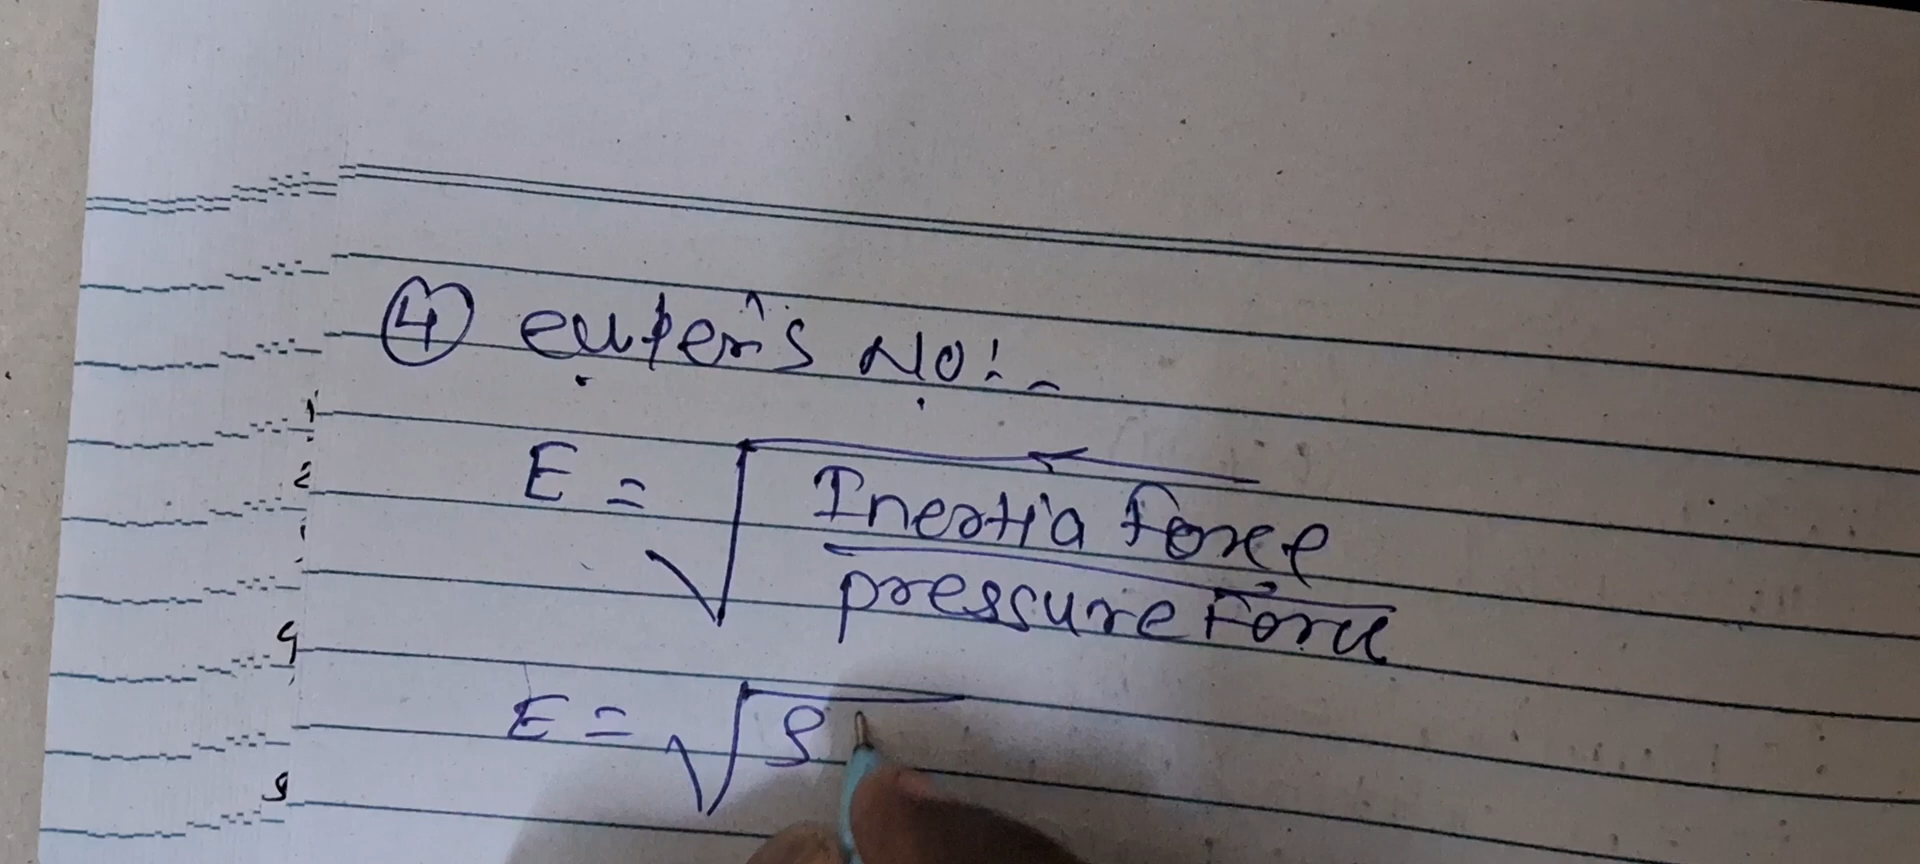 ④ euler's No:-
E = √ Inertia Force
pressure Force
E = √ ρ